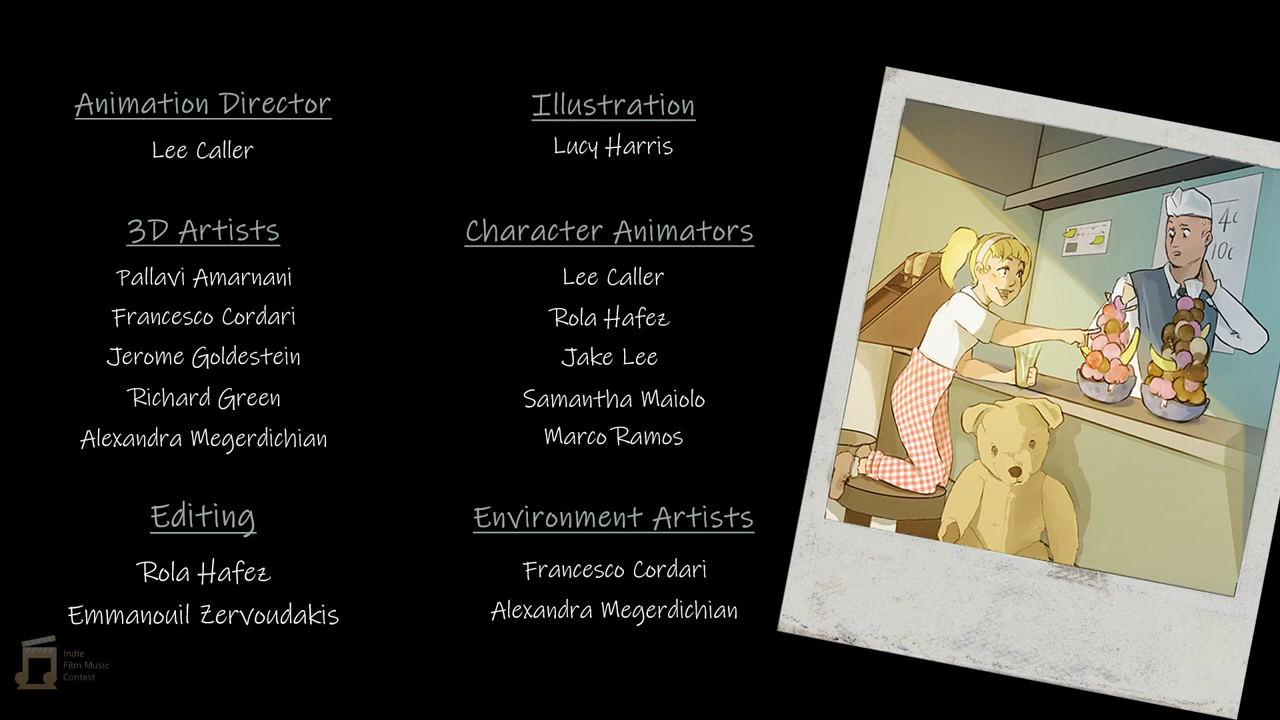 Animation Director
Lee Caller
3D Artists
Pallavi Amarnani
Francesco Cordari
Jerome Goldestein
Richard Green
Alexandra Megerdichian
Editing
Rola Hafez
Emmanouil Zervoudakis
Illustration
Lucy Harris
Character Animators
Lee Caller
Rola Hafez
Jake Lee
Samantha Maiolo
Marco Ramos
Environment Artists
Francesco Cordari
Alexandra Megerdichian
4c
10c
Indie
Film Music
Contest